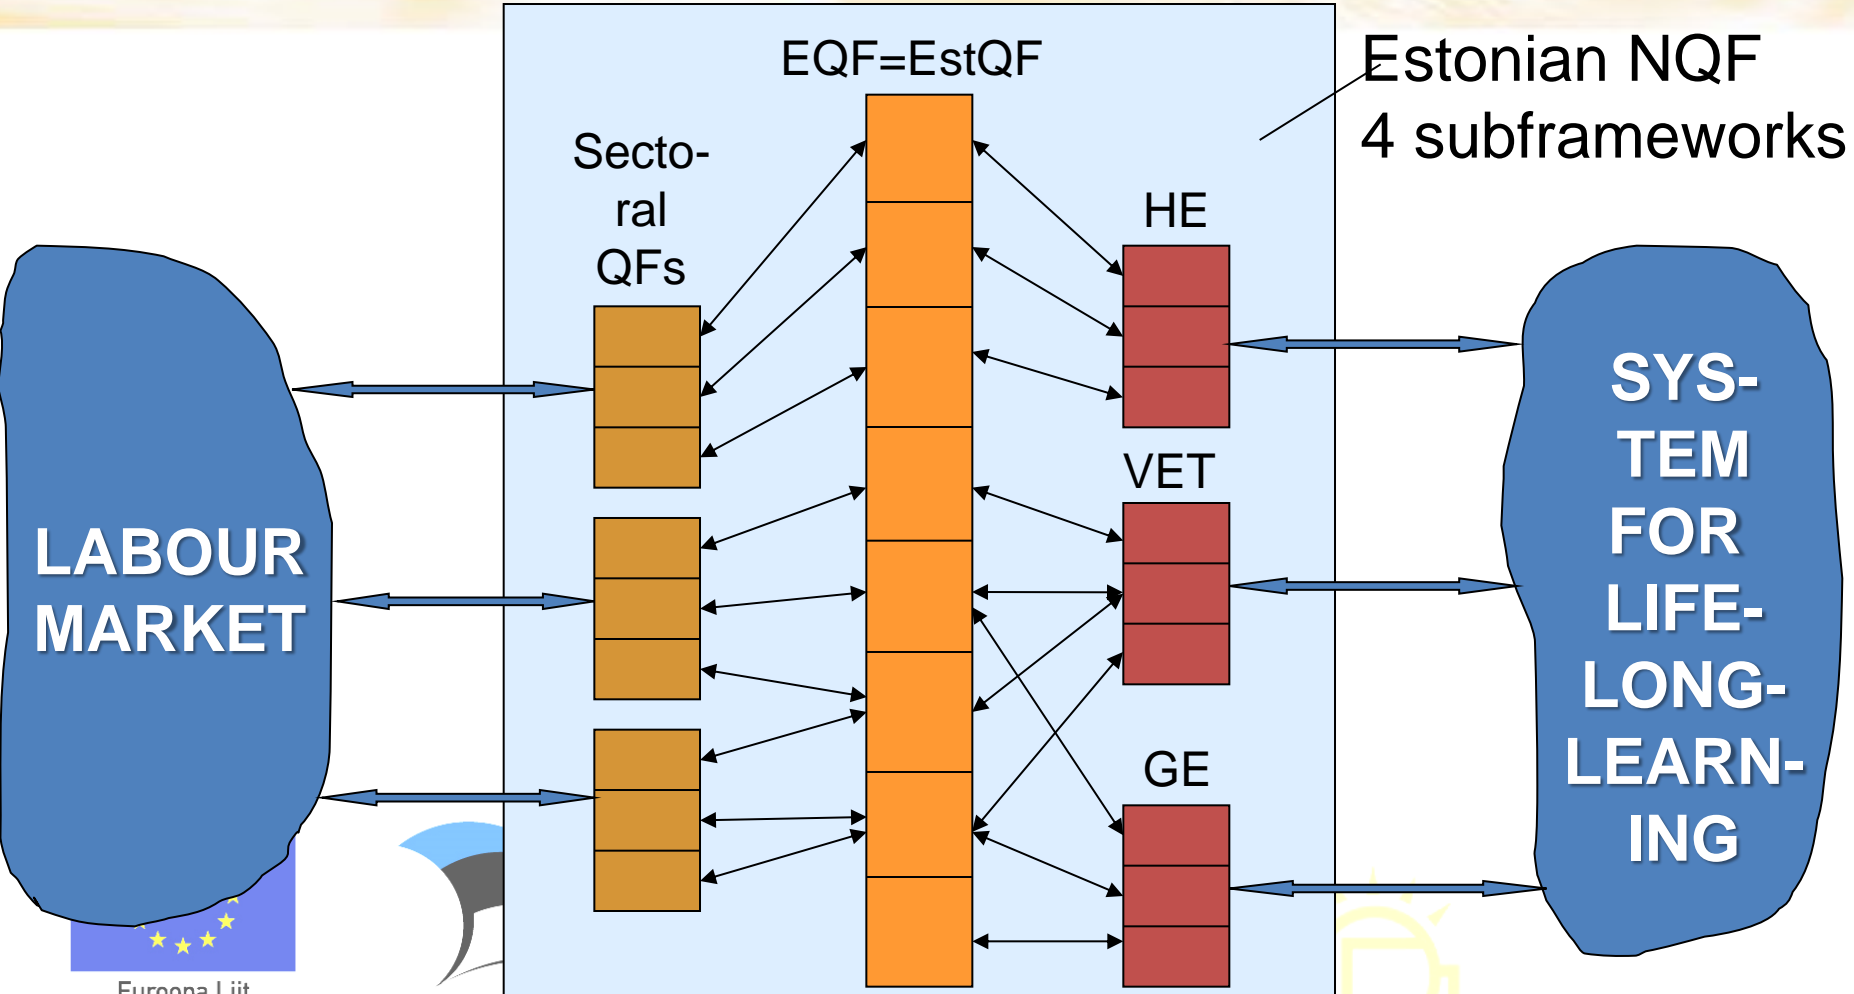 EQF=EstQF
Estonian NQF
4 subframeworks
Secto-
ral
QFs
HE
VET
GE
LABOUR
MARKET
SYS-
TEM
FOR
LIFE-
LONG-
LEARN-
ING
Euroopa Liit